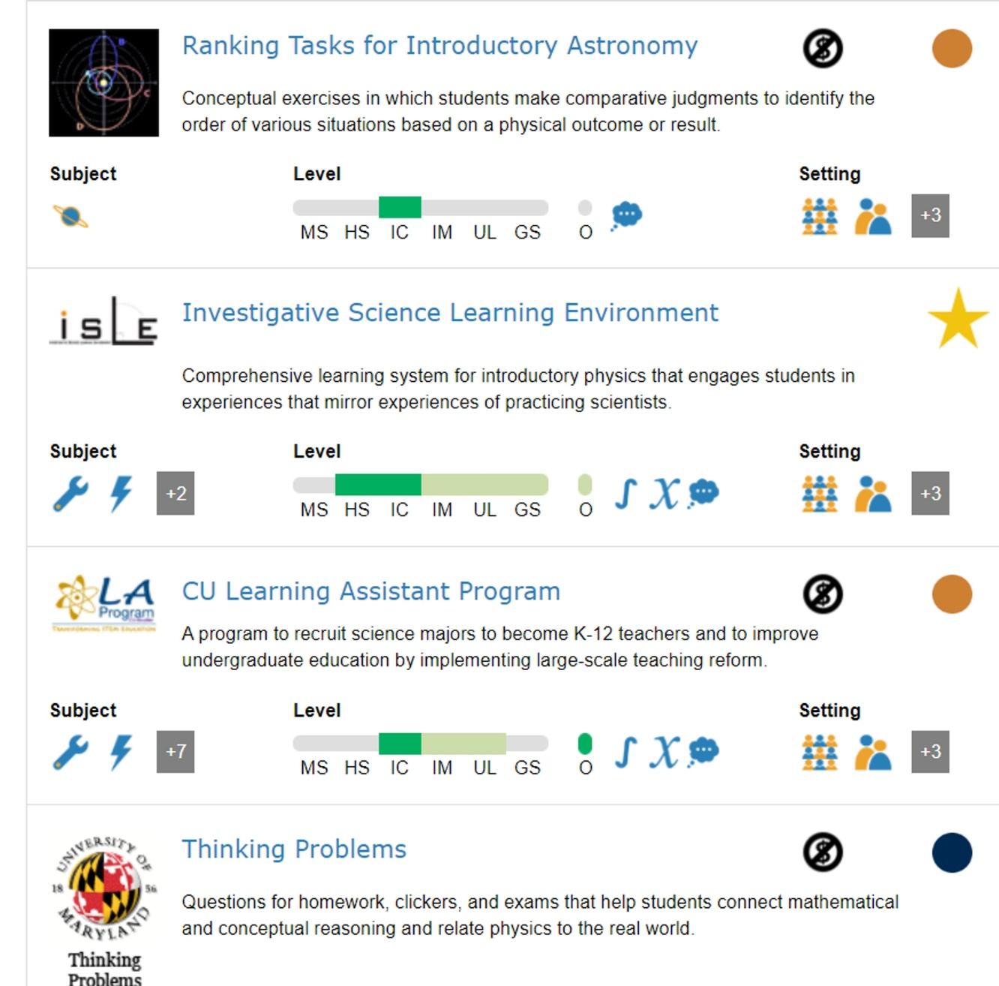 B
A
C
D
Ranking Tasks for Introductory Astronomy
Conceptual exercises in which students make comparative judgments to identify the
order of various situations based on a physical outcome or result.
Subject
Level
Setting
MS HS IC IM UL GS O
+3
isLE
Investigative Science Learning Environment
Comprehensive learning system for introductory physics that engages students in
experiences that mirror experiences of practicing scientists.
Subject
Level
Setting
+2
MS HS IC IM UL GS O
∫ X
+3
LA
Program
TRANSFORMING STEM EDUCATION
CU Learning Assistant Program
A program to recruit science majors to become K-12 teachers and to improve
undergraduate education by implementing large-scale teaching reform.
Subject
Level
Setting
+7
MS HS IC IM UL GS O
∫ X
+3
UNIVERSITY OF
18 56
MARYLAND
Thinking
Problems
Thinking Problems
Questions for homework, clickers, and exams that help students connect mathematical
and conceptual reasoning and relate physics to the real world.